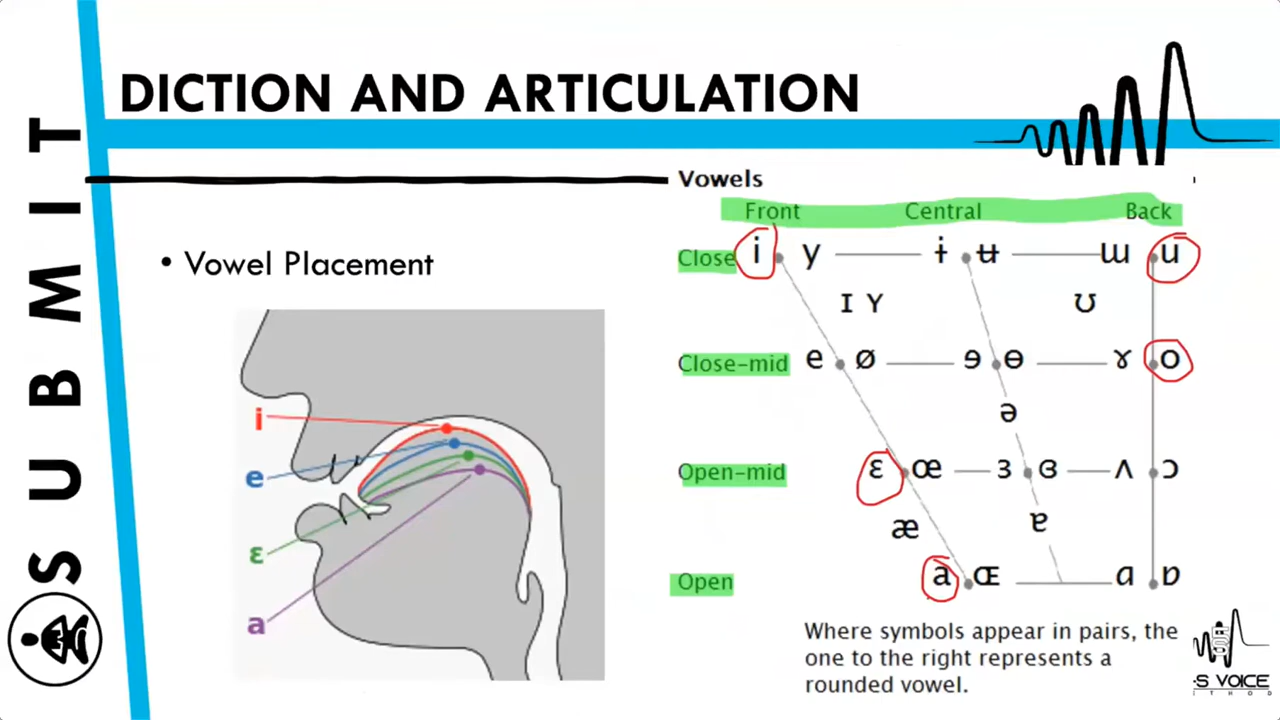 DICTION AND ARTICULATION
SUBMIT
• Vowel Placement
i
e
ε
a
Vowels
Front Central Back
Close i y ɨ ʉ ɯ u
ɪ ʏ ʊ
Close-mid e ø ɘ ɵ ɤ o
ə
Open-mid ɛ œ ɜ ɞ ʌ ɔ
æ ɐ
Open a ɶ ɑ ɒ
Where symbols appear in pairs, the
one to the right represents a
rounded vowel.
S VOICE